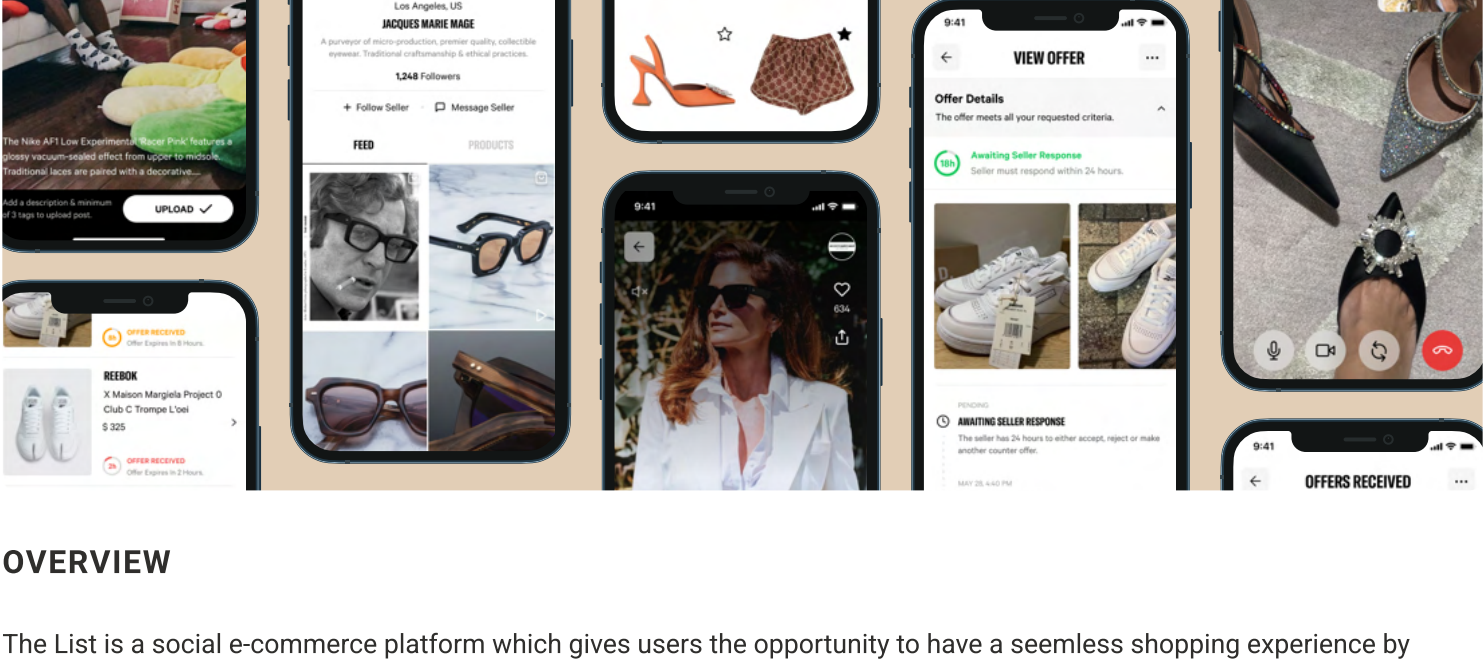 The Nike AF1 Low Experimental 'Racer Pink' features a
glossy vacuum-sealed effect from upper to midsole.
Traditional laces are paired with a decorative....
Add a description & minimum
of 3 tags to upload post.
UPLOAD
OFFER RECEIVED
Offer Expires In 8 Hours.
REEBOK
X Maison Margiela Project 0
Club C Trompe L'oei
$ 325
2h
OFFER RECEIVED
Offer Expires In 2 Hours.
Los Angeles, US
JACQUES MARIE MAGE
A purveyor of micro-production, premier quality, collectible
eyewear. Traditional craftsmanship & ethical practices.
1,248 Followers
+ Follow Seller
Message Seller
FEED
PRODUCTS
9:41
634
9:41
VIEW OFFER
Offer Details
The offer meets all your requested criteria.
18h
Awaiting Seller Response
Seller must respond within 24 hours.
PENDING
AWAITING SELLER RESPONSE
The seller has 24 hours to either accept, reject or make
another counter offer.
MAY 25, 4:40 PM
9:41
OFFERS RECEIVED
OVERVIEW
The List is a social e-commerce platform which gives users the opportunity to have a seemless shopping experience by